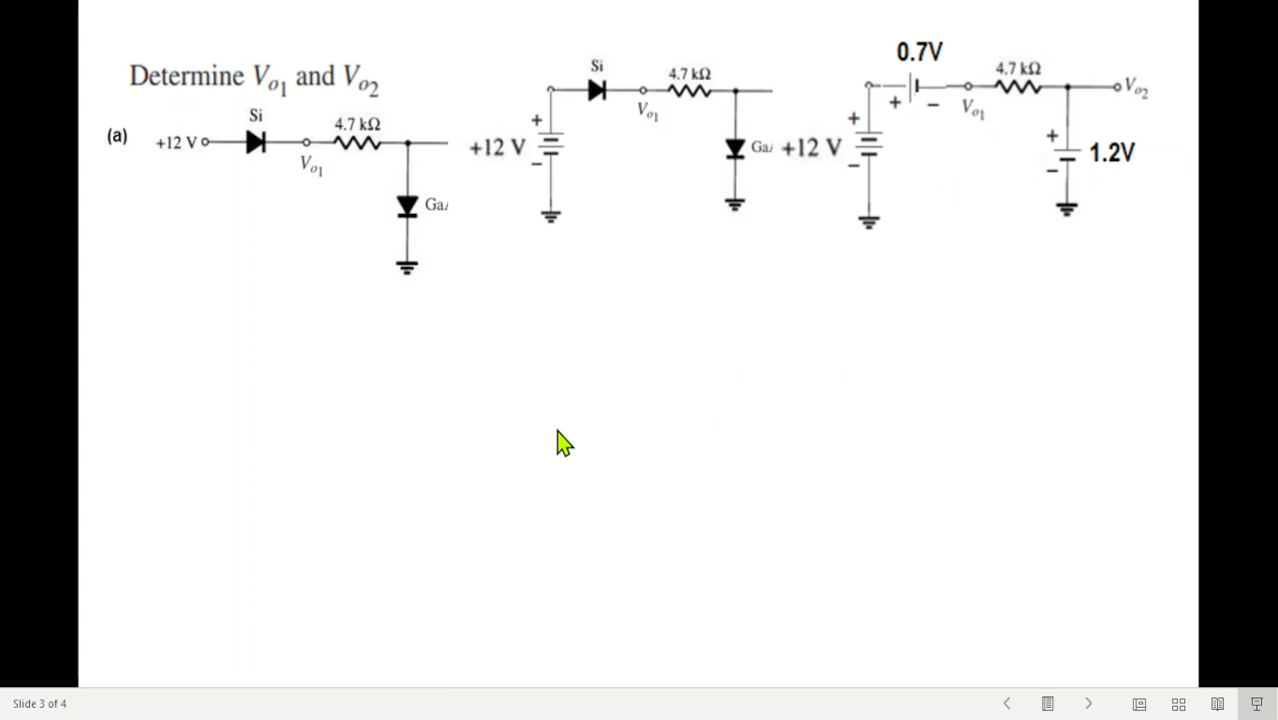 Determine Vo1 and Vo2
(a)
+12 V
Si
Vo1
4.7 kΩ
Ga
+12 V
+
−
Si
Vo1
4.7 kΩ
Ga
+12 V
+
−
0.7V
+
−
Vo1
4.7 kΩ
Vo2
+
−
1.2V
Slide 3 of 4